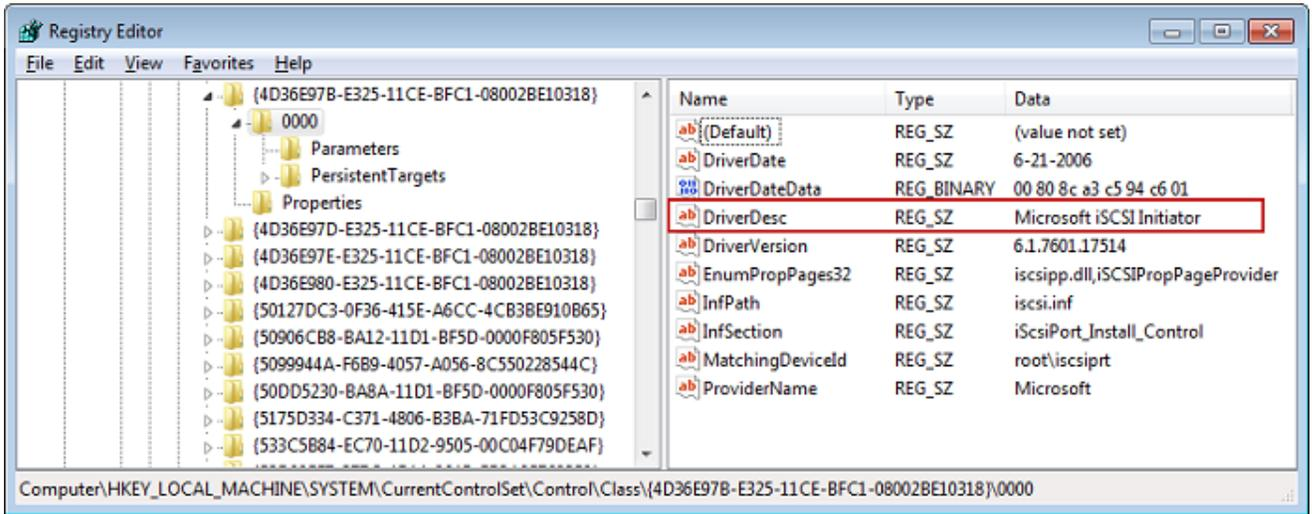 Registry Editor
File Edit View Favorites Help
{4D36E97B-E325-11CE-BFC1-08002BE10318}
0000
Parameters
PersistentTargets
Properties
{4D36E97D-E325-11CE-BFC1-08002BE10318}
{4D36E97E-E325-11CE-BFC1-08002BE10318}
{4D36E980-E325-11CE-BFC1-08002BE10318}
{50127DC3-0F36-415E-A6CC-4CB3BE910B65}
{50906CB8-BA12-11D1-BF5D-0000F805F530}
{5099944A-F6B9-4057-A056-8C550228544C}
{50DD5230-BA8A-11D1-BF5D-0000F805F530}
{5175D334-C371-4806-B3BA-71FD53C9258D}
{533C5B84-EC70-11D2-9505-00C04F79DEAF}
Name Type Data
(Default) REG_SZ (value not set)
DriverDate REG_SZ 6-21-2006
DriverDateData REG_BINARY 00 80 8c a3 c5 94 c6 01
DriverDesc REG_SZ Microsoft iSCSI Initiator
DriverVersion REG_SZ 6.1.7601.17514
EnumPropPages32 REG_SZ iscsipp.dll,iSCSIPropPageProvider
InfPath REG_SZ iscsi.inf
InfSection REG_SZ iScsiPort_Install_Control
MatchingDeviceId REG_SZ root\iscsiprt
ProviderName REG_SZ Microsoft
Computer\HKEY_LOCAL_MACHINE\SYSTEM\CurrentControlSet\Control\Class\{4D36E97B-E325-11CE-BFC1-08002BE10318}\0000